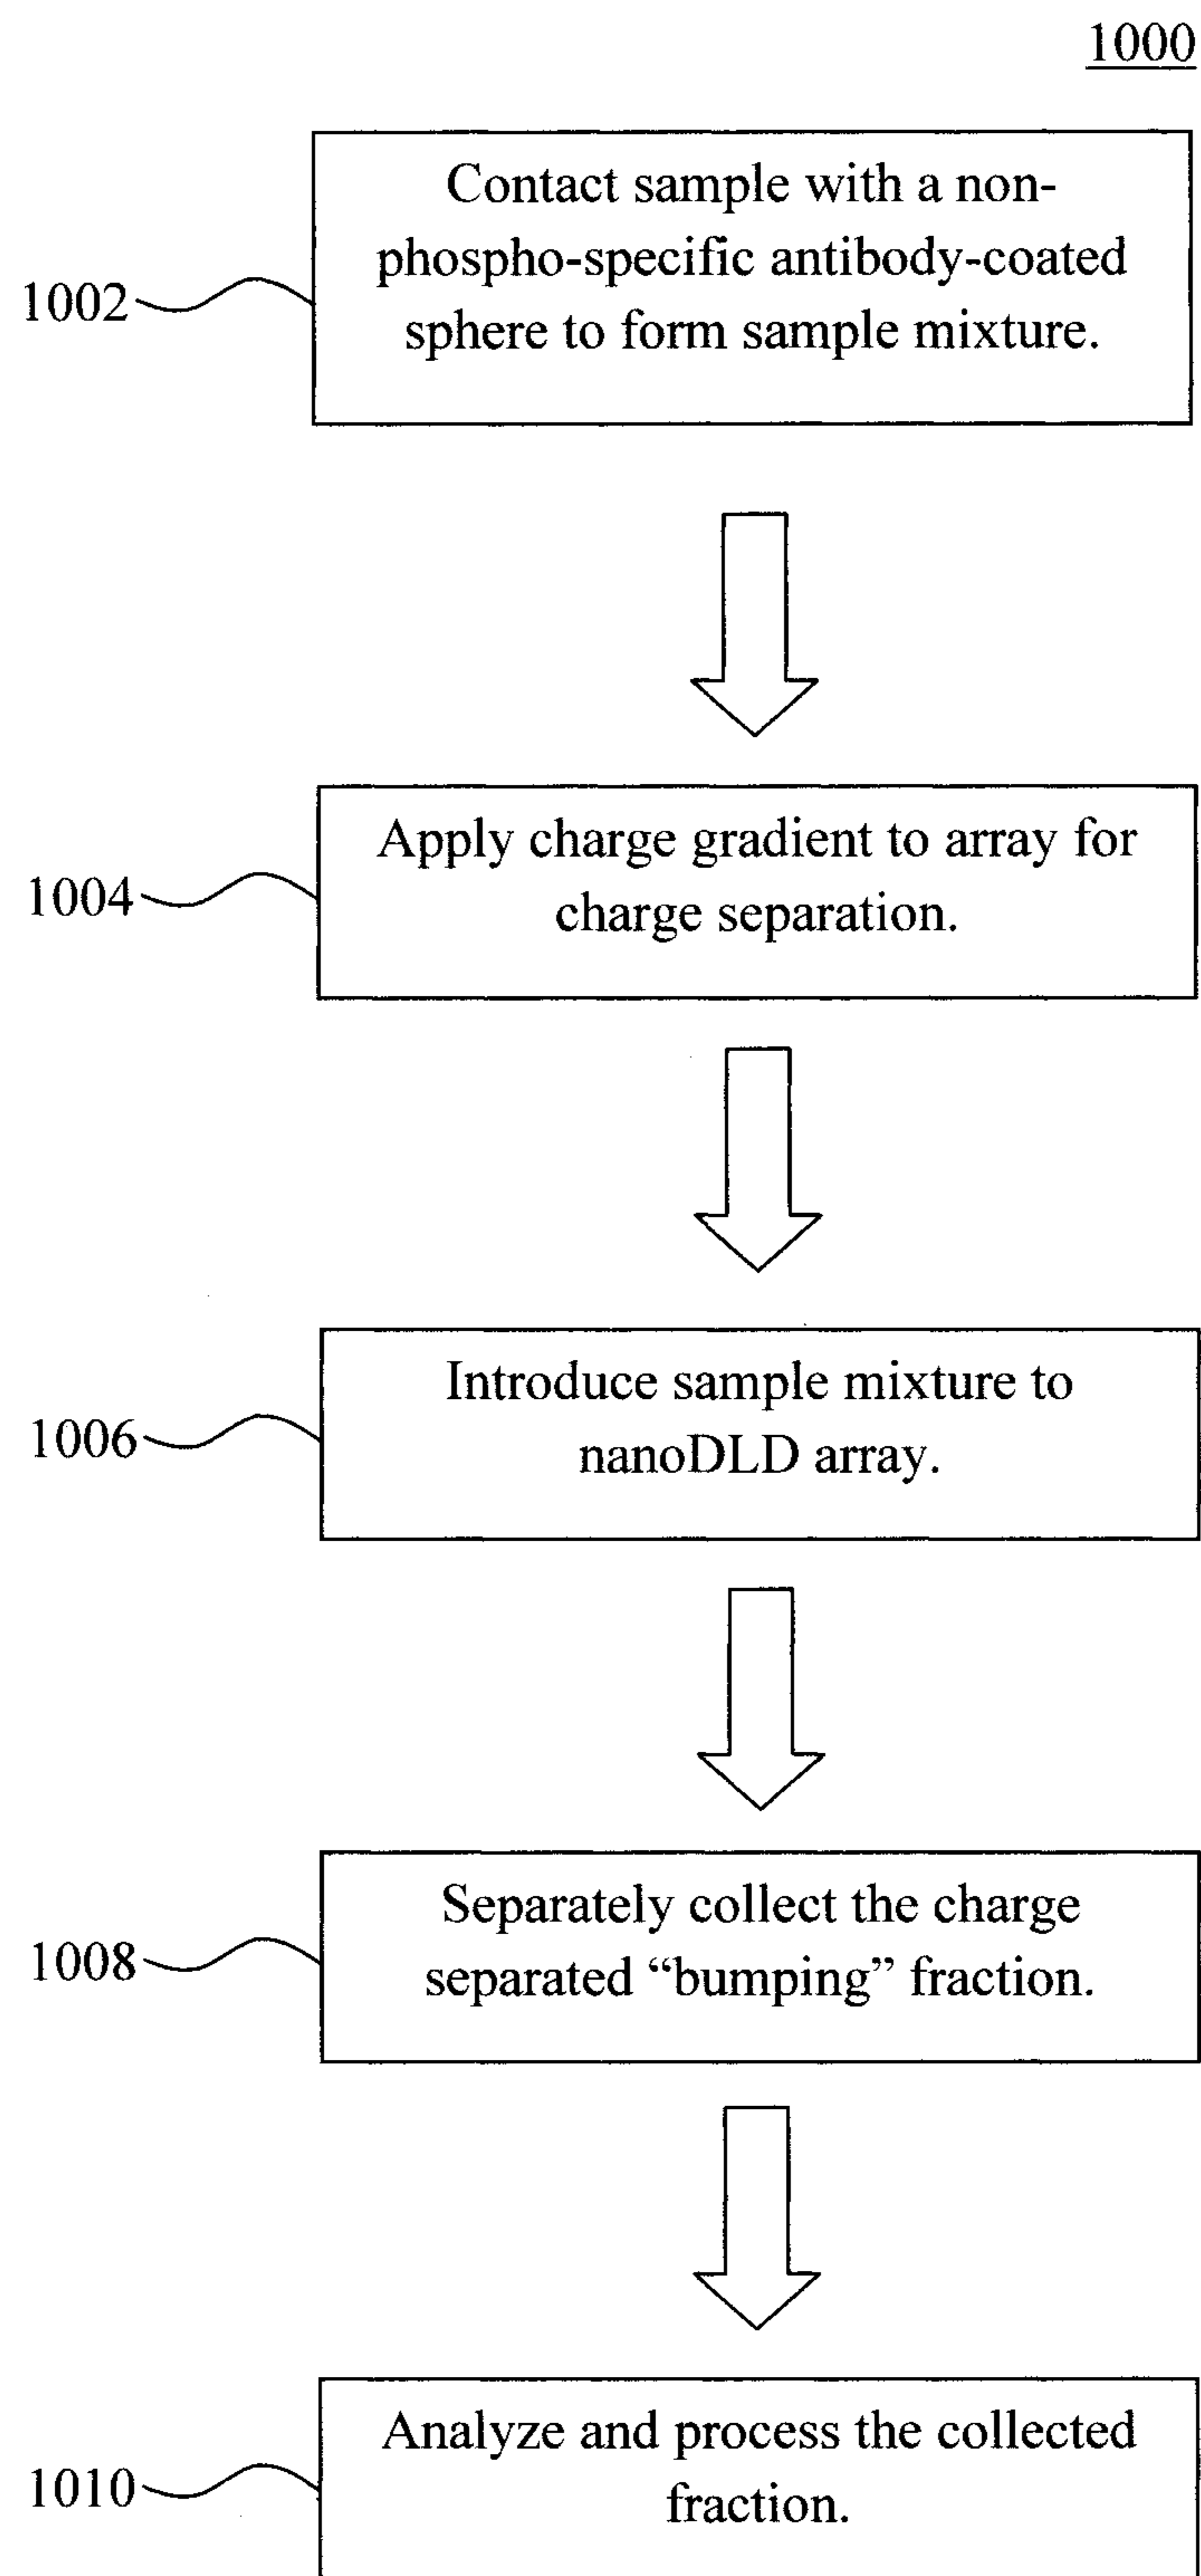 1000
Contact sample with a non-
phospho-specific antibody-coated
sphere to form sample mixture.
1002
Apply charge gradient to array for
charge separation.
1004
Introduce sample mixture to
nanoDLD array.
1006
Separately collect the charge
separated “bumping” fraction.
1008
Analyze and process the collected
fraction.
1010